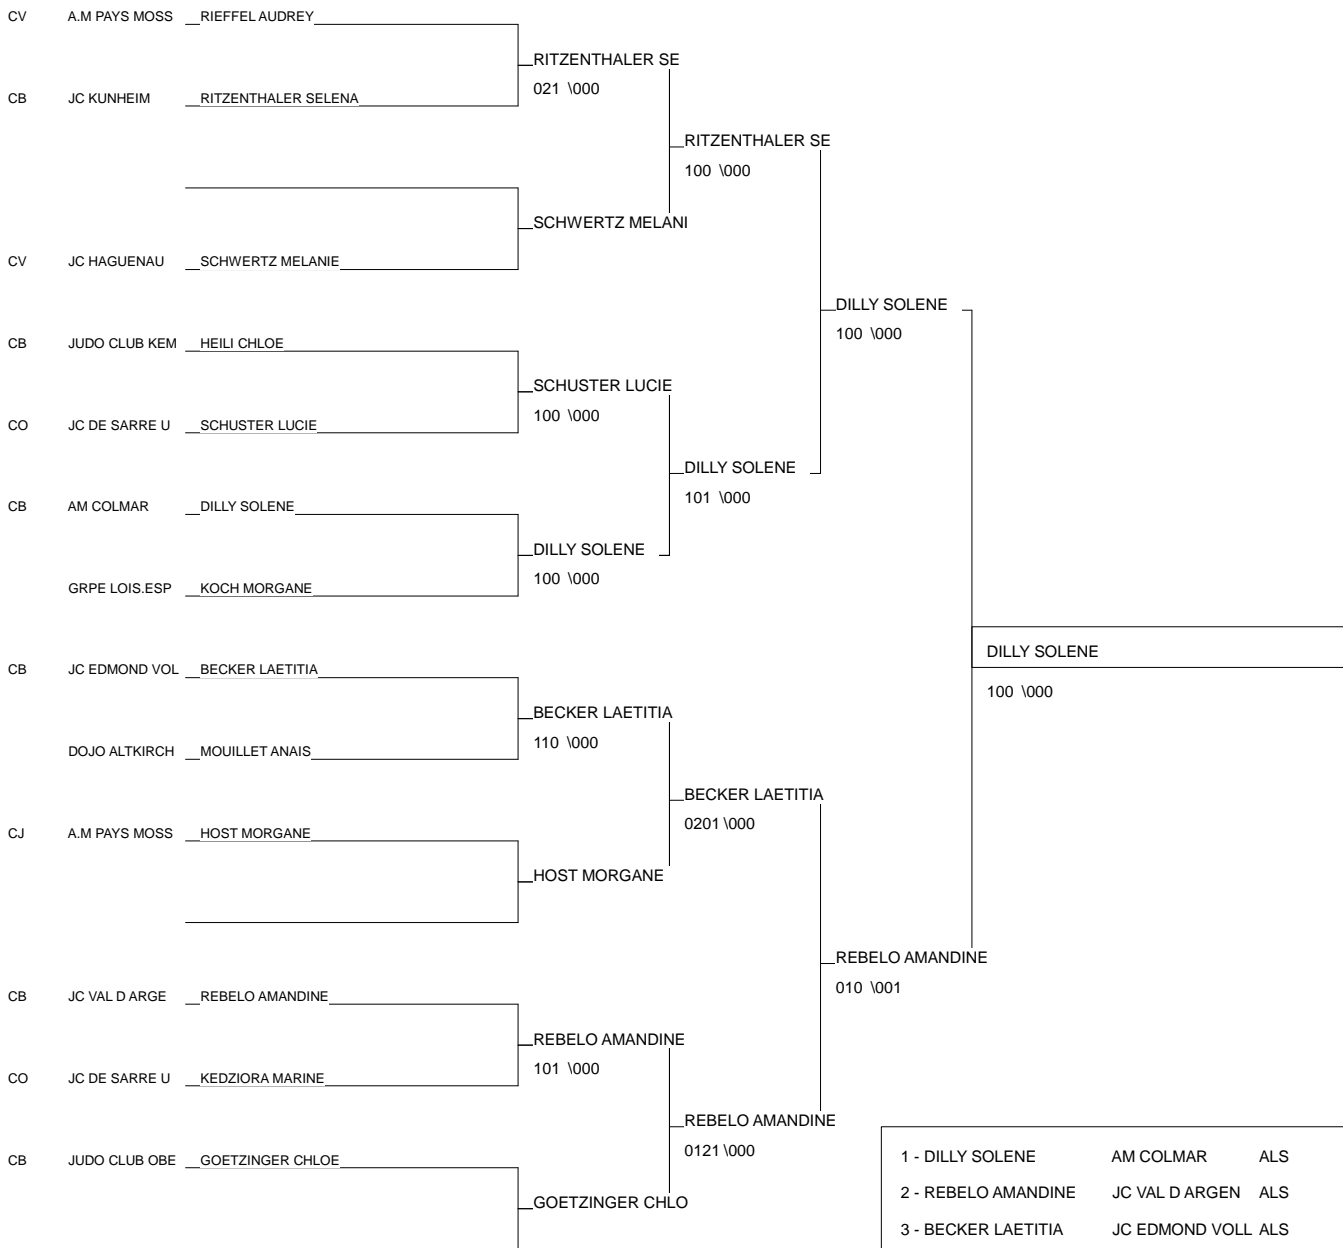 CV A.M PAYS MOSS RIEFFEL AUDREY
RITZENTHALER SE
021 \000
CB JC KUNHEIM RITZENTHALER SELENA
RITZENTHALER SE
100 \000
SCHWERTZ MELANI
CV JC HAGUENAU SCHWERTZ MELANIE
DILLY SOLENE
100 \000
CB JUDO CLUB KEM HEILI CHLOE
SCHUSTER LUCIE
100 \000
CO JC DE SARRE U SCHUSTER LUCIE
DILLY SOLENE
101 \000
CB AM COLMAR DILLY SOLENE
DILLY SOLENE
100 \000
GRPE LOIS.ESP KOCH MORGANE
DILLY SOLENE
100 \000
CB JC EDMOND VOL BECKER LAETITIA
BECKER LAETITIA
110 \000
DOJO ALTKIRCH MOUILLET ANAIS
BECKER LAETITIA
0201 \000
CJ A.M PAYS MOSS HOST MORGANE
HOST MORGANE
REBELO AMANDINE
010 \001
CB JC VAL D ARGE REBELO AMANDINE
REBELO AMANDINE
101 \000
CO JC DE SARRE U KEDZIORA MARINE
REBELO AMANDINE
0121 \000
CB JUDO CLUB OBE GOETZINGER CHLOE
GOETZINGER CHLO
1 - DILLY SOLENE AM COLMAR ALS
2 - REBELO AMANDINE JC VAL D ARGEN ALS
3 - BECKER LAETITIA JC EDMOND VOLL ALS